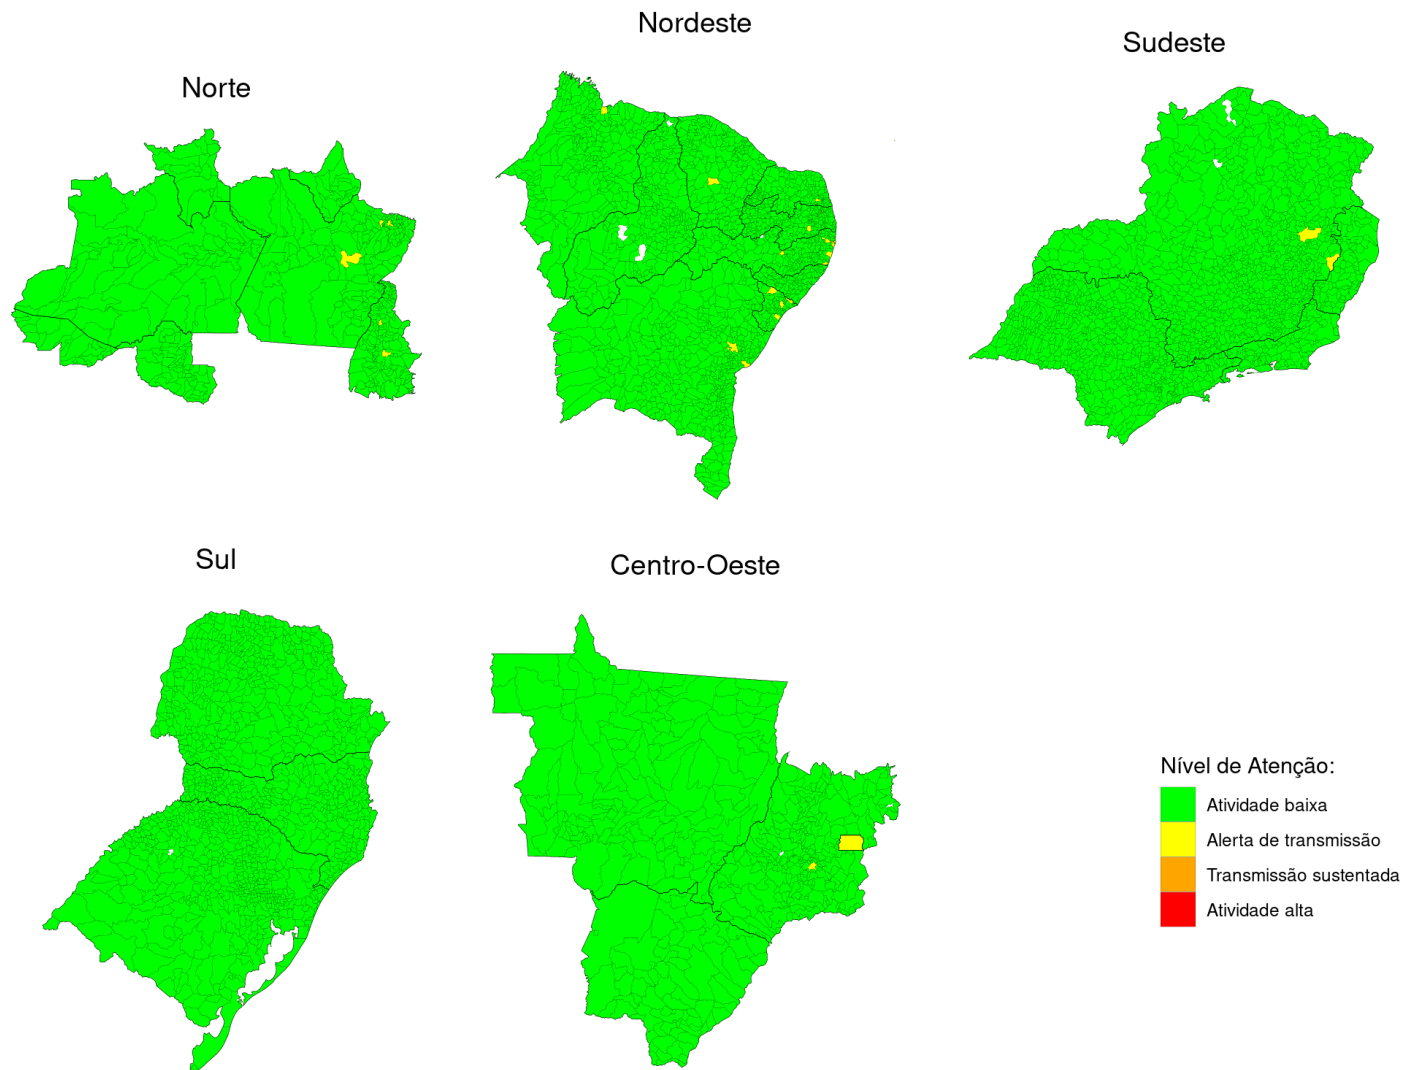 Nordeste
Sudeste
Norte
Sul
Centro-Oeste
Nível de Atenção:
Atividade baixa
Alerta de transmissão
Transmissão sustentada
Atividade alta